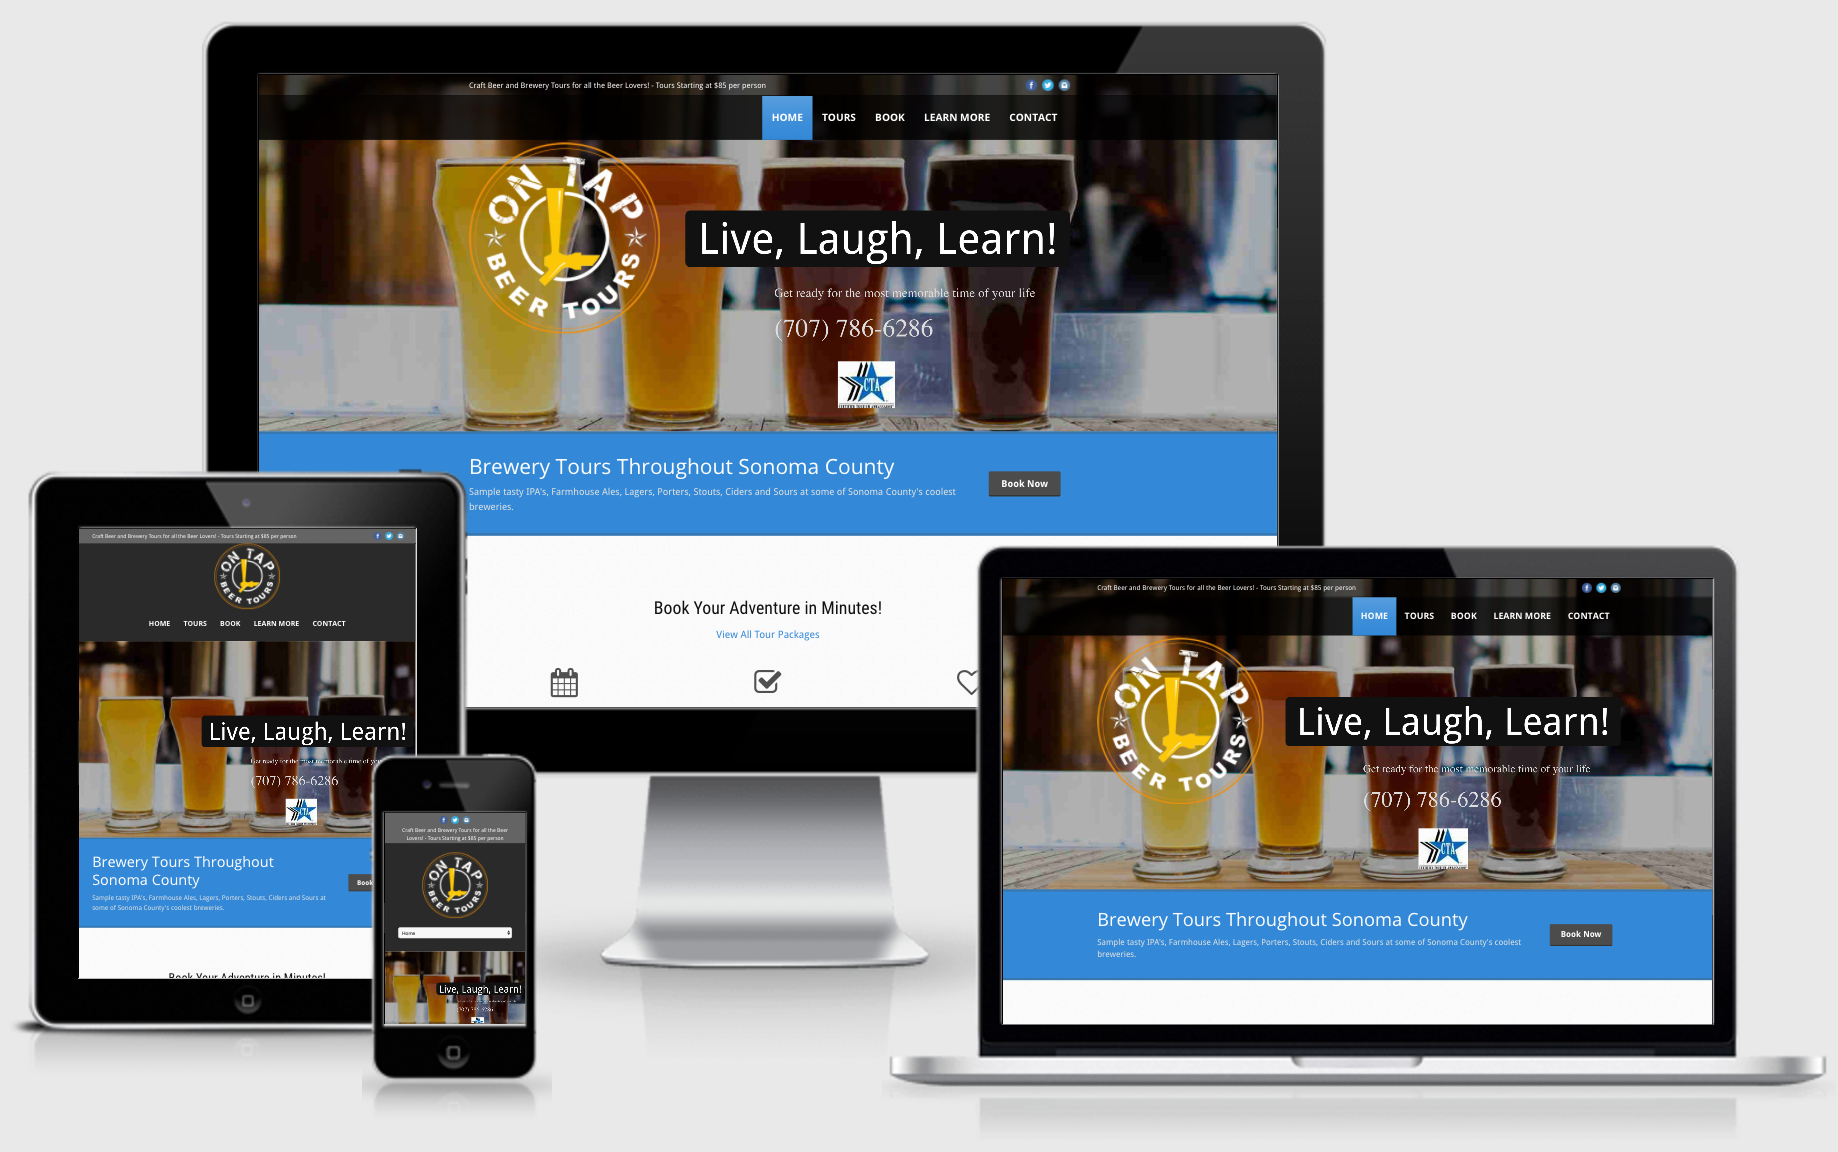 Craft Beer and Brewery Tours for all the Beer Lovers! - Tours Starting at $85 per person
HOME TOURS BOOK LEARN MORE CONTACT
ON TAP
BEER TOURS
Live, Laugh, Learn!
Get ready for the most memorable time of your life
(707) 786-6286
CTA
Brewery Tours Throughout Sonoma County
Sample tasty IPA's, Farmhouse Ales, Lagers, Porters, Stouts, Ciders and Sours at some of Sonoma County's coolest
breweries.
Book Now
Book Your Adventure in Minutes!
View All Tour Packages
Craft Beer and Brewery Tours for all the Beer Lovers! - Tours Starting at $85 per person
ON TAP
BEER TOURS
HOME TOURS BOOK LEARN MORE CONTACT
Live, Laugh, Learn!
Get ready for the most memorable time of you
(707) 786-6286
Brewery Tours Throughout
Sonoma County
Sample tasty IPA's, Farmhouse Ales, Lagers, Porters, Stouts, Ciders and Sours at
some of Sonoma County's coolest breweries.
Book
Book Your Adventure in Minutes!
Craft Beer and Brewery Tours for all the Beer
Lovers! - Tours Starting at $85 per person
ON TAP
BEER TOURS
Home
Live, Laugh, Learn!
(707) 786-6286
Craft Beer and Brewery Tours for all the Beer Lovers! - Tours Starting at $85 per person
HOME TOURS BOOK LEARN MORE CONTACT
ON TAP
BEER TOURS
Live, Laugh, Learn!
Get ready for the most memorable time of your life
(707) 786-6286
CTA
Brewery Tours Throughout Sonoma County
Sample tasty IPA's, Farmhouse Ales, Lagers, Porters, Stouts, Ciders and Sours at some of Sonoma County's coolest
breweries.
Book Now